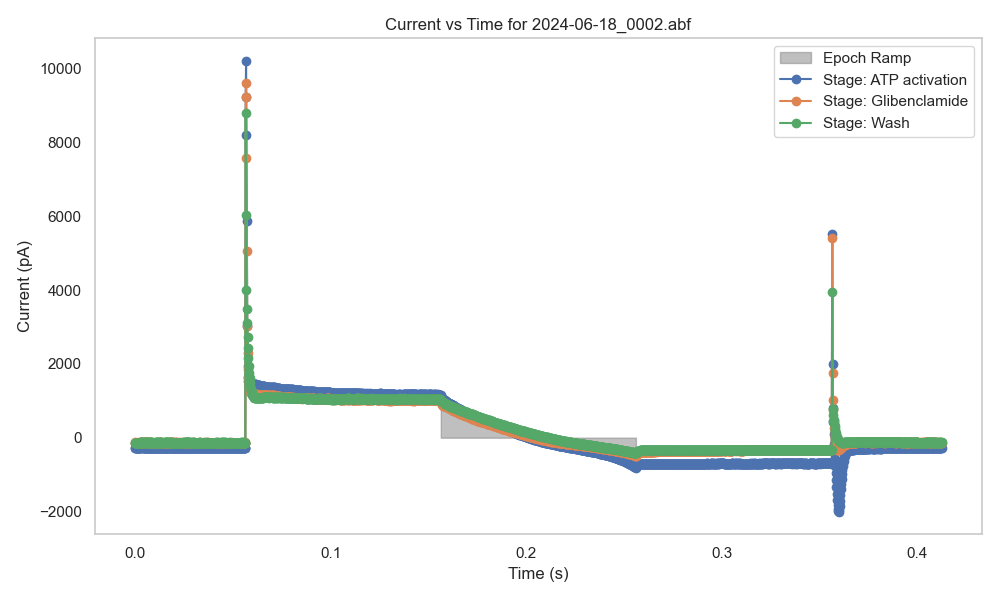 Current vs Time for 2024-06-18_0002.abf
Epoch Ramp
Stage: ATP activation
Stage: Glibenclamide
Stage: Wash
Current (pA)
10000
8000
6000
4000
2000
0
−2000
0.0
0.1
0.2
0.3
0.4
Time (s)